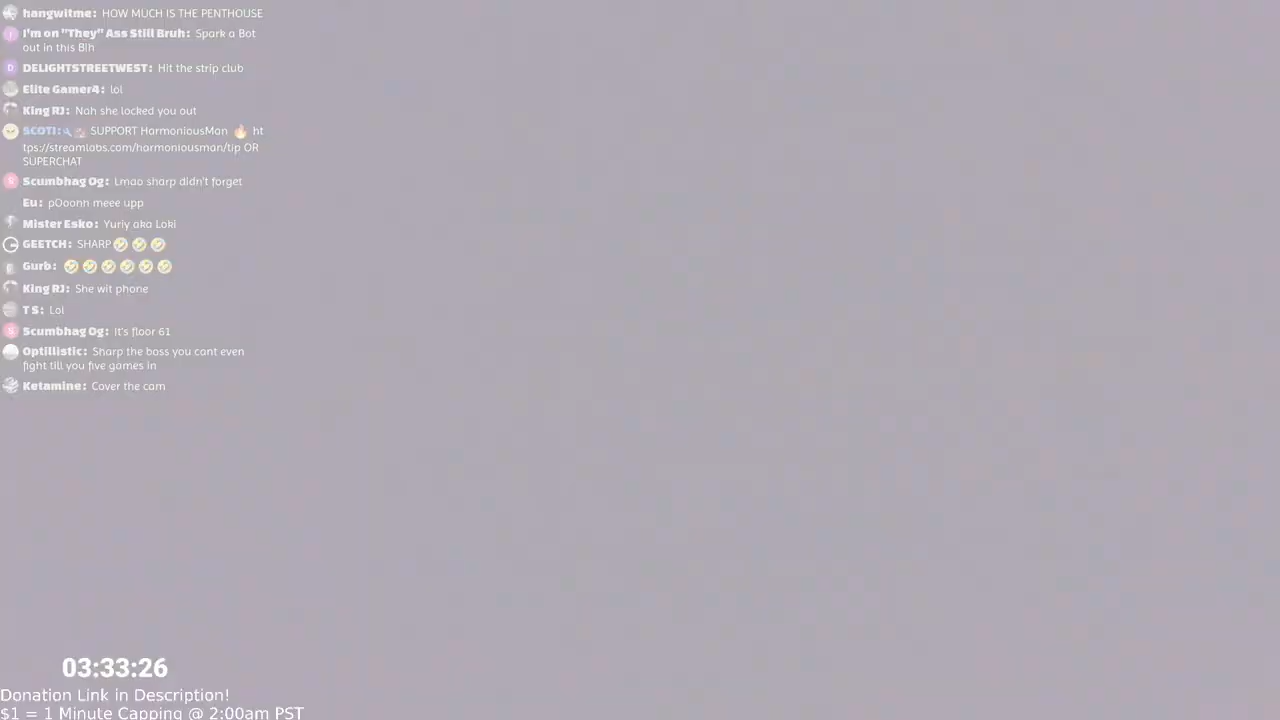 hangwitme: HOW MUCH IS THE PENTHOUSE
I'm on "They" Ass Still Bruh: Spark a Bot
out in this Bih
DELIGHTSTREETWEST: Hit the strip club
Elite Gamer4: lol
King RJ: Nah she locked you out
SCOTI: SUPPORT HarmoniousMan 🔥 ht
tps://streamlabs.com/harmoniousman/tip OR
SUPERCHAT
Scumbhag Og: Lmao sharp didn't forget
Eu: pOoonn meee upp
Mister Esko: Yuriy aka Loki
GEETCH: SHARP🤣🤣🤣
Gurb: 🤣🤣🤣🤣🤣🤣
King RJ: She wit phone
T S: Lol
Scumbhag Og: It's floor 61
Optillistic: Sharp the boss you cant even
fight till you five games in
Ketamine: Cover the cam
03:33:26
Donation Link in Description!
$1 = 1 Minute Capping @ 2:00am PST